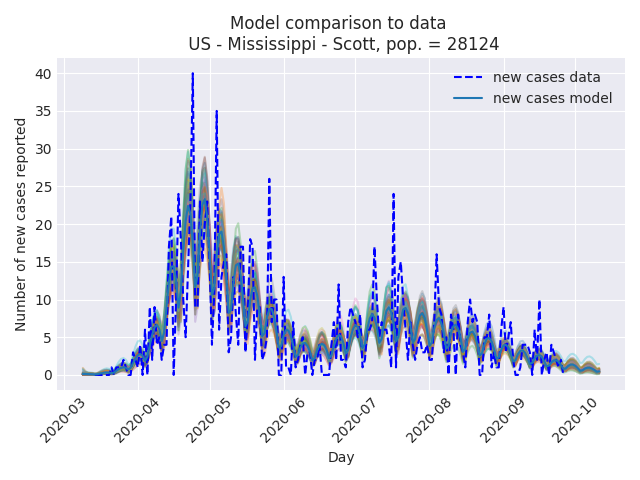 Model comparison to data
US - Mississippi - Scott, pop. = 28124
new cases data
new cases model
Number of new cases reported
40
35
30
25
20
15
10
5
0
2020-03
2020-04
2020-05
2020-06
2020-07
2020-08
2020-09
2020-10
Day